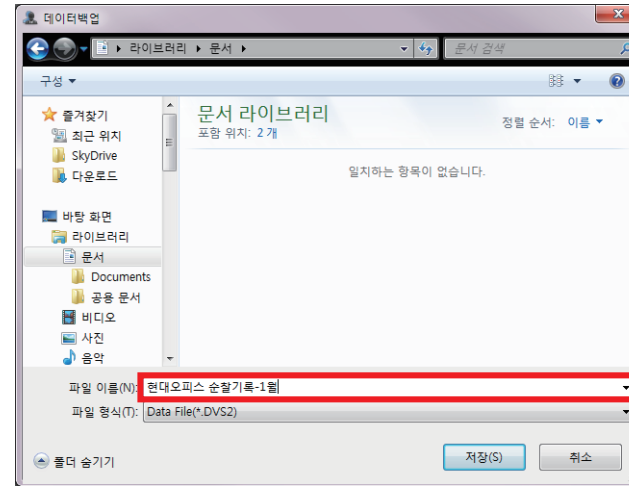 데이터백업
라이브러리 문서
문서 검색
구성
즐겨찾기
최근 위치
SkyDrive
다운로드
바탕 화면
라이브러리
문서
Documents
공용 문서
비디오
사진
음악
문서 라이브러리
포함 위치: 2개
정렬 순서: 이름
일치하는 항목이 없습니다.
파일 이름(N): 현대오피스 순찰기록-1월
파일 형식(T): Data File(*.DVS2)
폴더 숨기기
저장(S)
취소